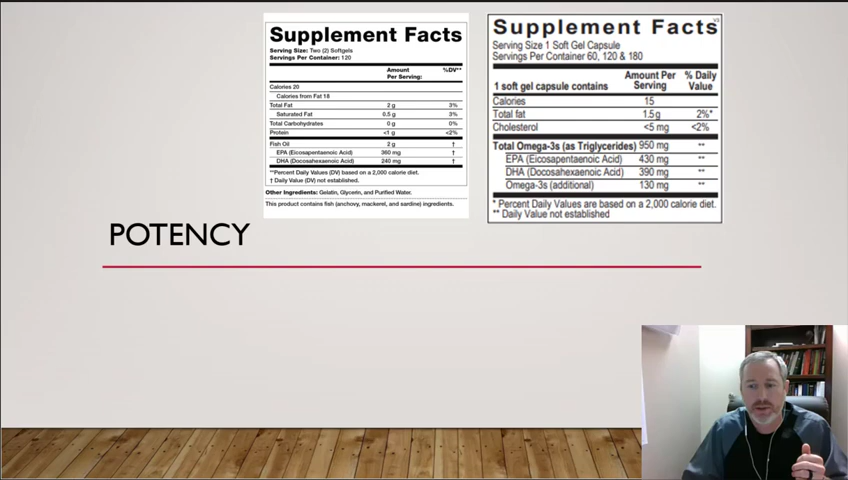 Supplement Facts
Serving Size: Two (2) Softgels
Servings Per Container: 120
Amount Per Serving: %DV**
Calories 20
Calories from Fat 18
Total Fat 2 g 3%
Saturated Fat 0.5 g 3%
Total Carbohydrates 0 g 0%
Protein <1 g <2%
Fish Oil 2 g †
EPA (Eicosapentaenoic Acid) 360 mg †
DHA (Docosahexaenoic Acid) 240 mg †
**Percent Daily Values (DV) based on a 2,000 calorie diet.
† Daily Value (DV) not established.
Other Ingredients: Gelatin, Glycerin, and Purified Water.
This product contains fish (anchovy, mackerel, and sardine) ingredients.
Supplement Facts
Serving Size 1 Soft Gel Capsule
Servings Per Container 60, 120 & 180
1 soft gel capsule contains Amount Per Serving % Daily Value
Calories 15
Total fat 1.5 g 2%*
Cholesterol <5 mg <2%
Total Omega-3s (as Triglycerides) 950 mg **
EPA (Eicosapentaenoic Acid) 430 mg **
DHA (Docosahexaenoic Acid) 390 mg **
Omega-3s (additional) 130 mg **
* Percent Daily Values are based on a 2,000 calorie diet.
** Daily Value not established
POTENCY